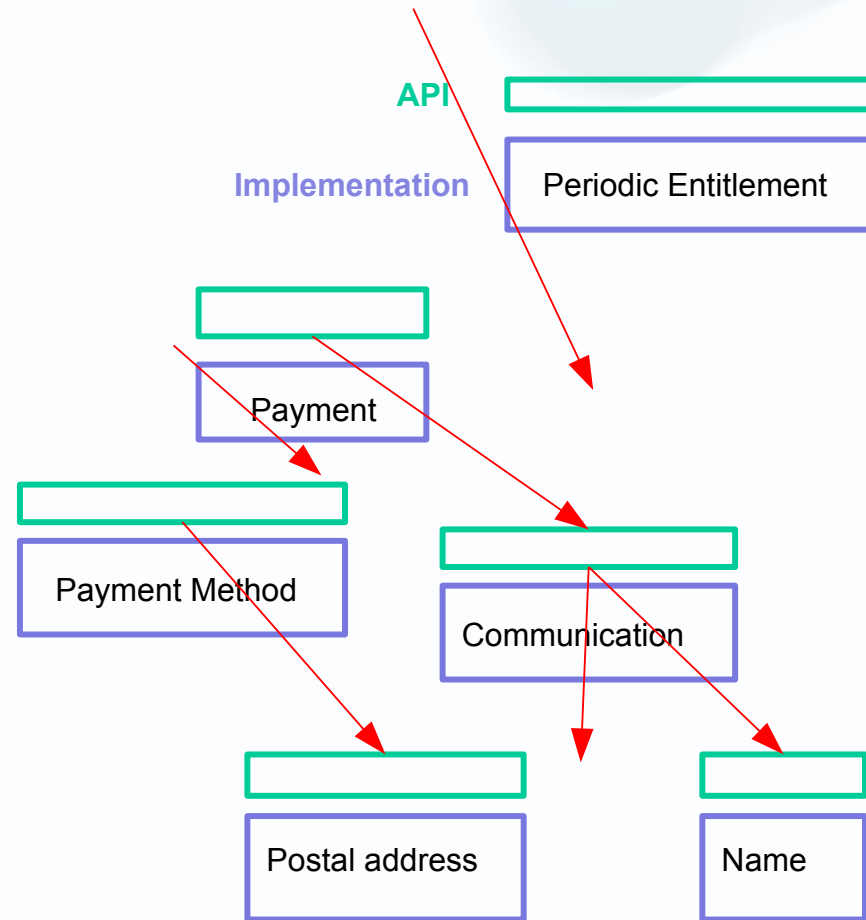 API
Implementation
Periodic Entitlement
Payment
Payment Method
Communication
Postal address
Name